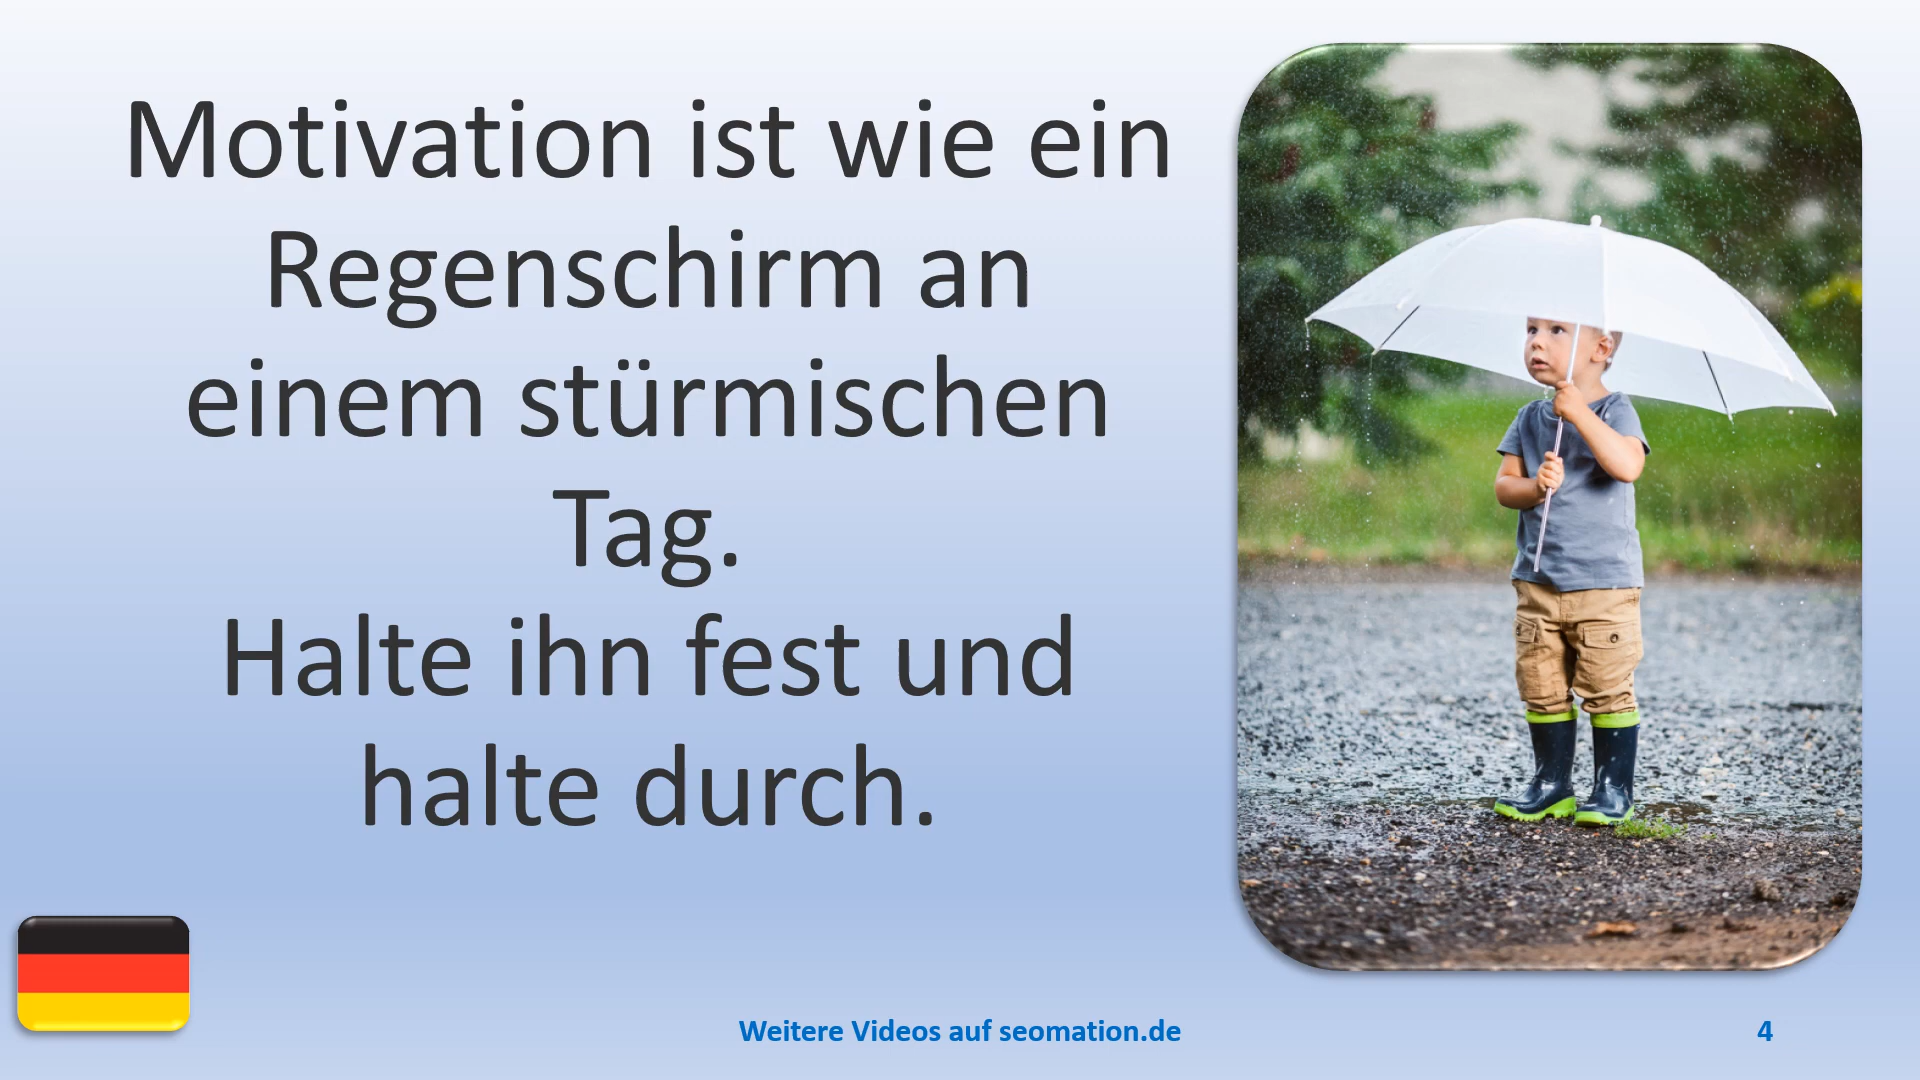 Motivation ist wie ein
Regenschirm an
einem stürmischen
Tag.
Halte ihn fest und
halte durch.
Weitere Videos auf seomation.de
4